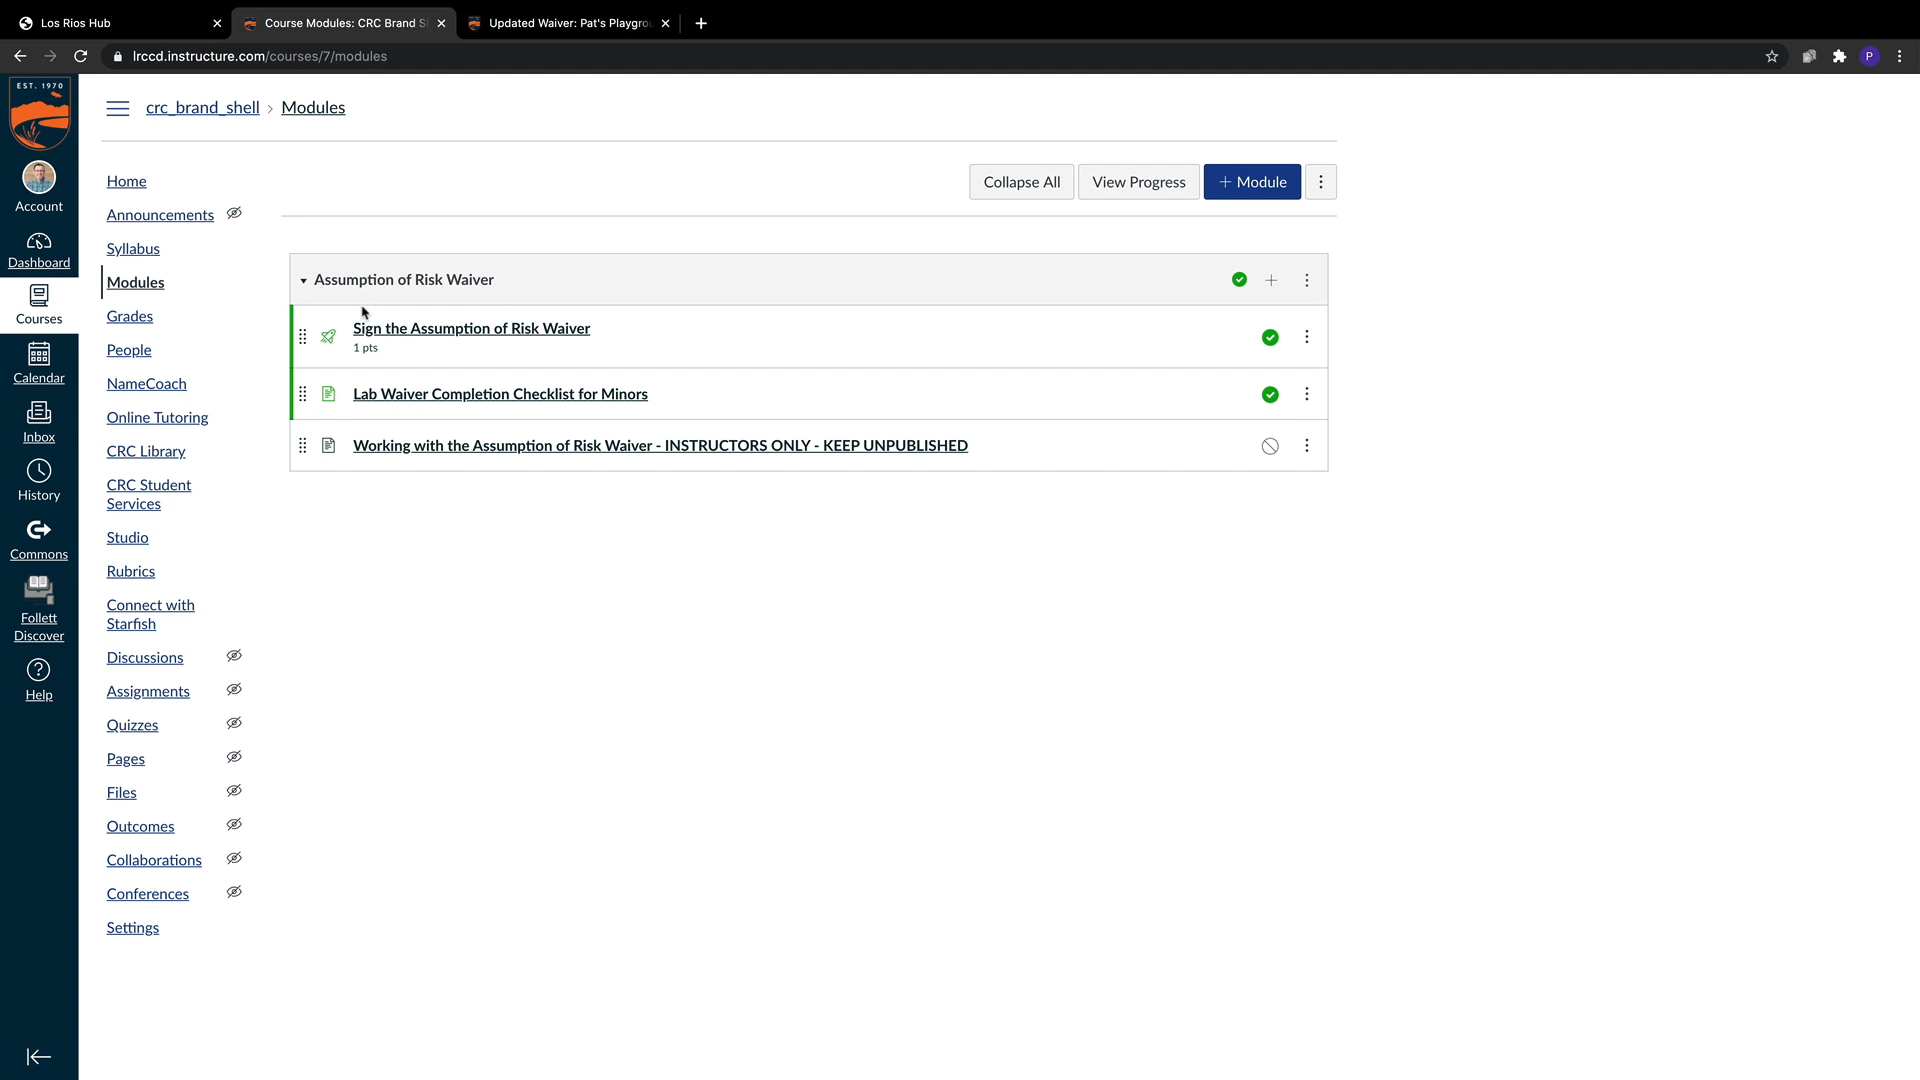 Los Rios Hub
Course Modules: CRC Brand S
Updated Waiver: Pat's Playgro
lrccd.instructure.com/courses/7/modules
P
EST. 1970
Account
Dashboard
Courses
Calendar
Inbox
History
Commons
Follett
Discover
Help
crc_brand_shell > Modules
Home
Announcements
Syllabus
Modules
Grades
People
NameCoach
Online Tutoring
CRC Library
CRC Student
Services
Studio
Rubrics
Connect with
Starfish
Discussions
Assignments
Quizzes
Pages
Files
Outcomes
Collaborations
Conferences
Settings
Collapse All View Progress + Module
Assumption of Risk Waiver
Sign the Assumption of Risk Waiver
1 pts
Lab Waiver Completion Checklist for Minors
Working with the Assumption of Risk Waiver - INSTRUCTORS ONLY - KEEP UNPUBLISHED